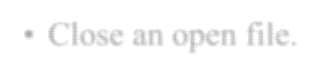 • Close an open file.